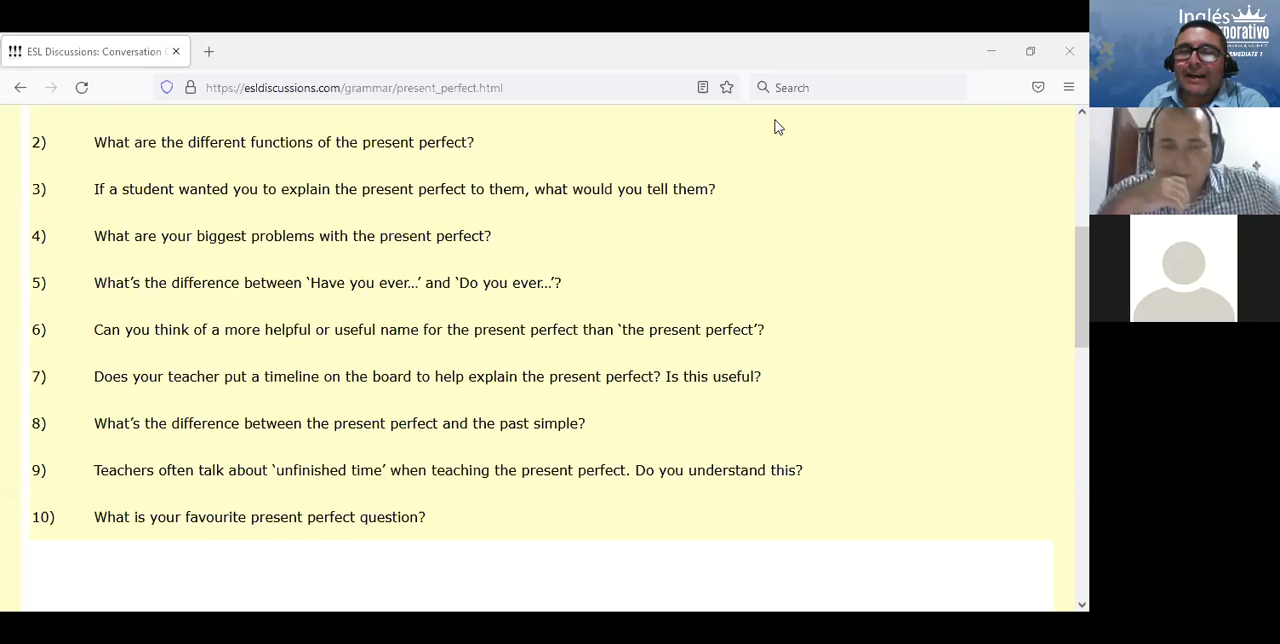 ESL Discussions: Conversation
https://esldiscussions.com/grammar/present_perfect.html
Search
2) What are the different functions of the present perfect?
3) If a student wanted you to explain the present perfect to them, what would you tell them?
4) What are your biggest problems with the present perfect?
5) What’s the difference between ‘Have you ever...’ and ‘Do you ever...’?
6) Can you think of a more helpful or useful name for the present perfect than ‘the present perfect’?
7) Does your teacher put a timeline on the board to help explain the present perfect? Is this useful?
8) What’s the difference between the present perfect and the past simple?
9) Teachers often talk about ‘unfinished time’ when teaching the present perfect. Do you understand this?
10) What is your favourite present perfect question?
Inglés